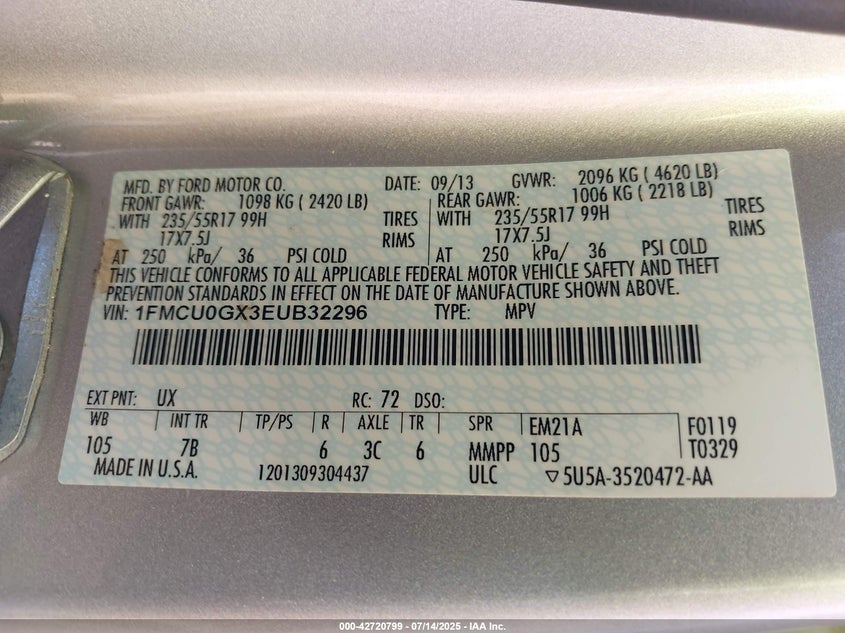 MFD. BY FORD MOTOR CO. DATE: 09/13 GVWR: 2096 KG ( 4620 LB)
FRONT GAWR: 1098 KG ( 2420 LB) REAR GAWR: 1006 KG ( 2218 LB)
WITH 235/55R17 99H TIRES WITH 235/55R17 99H TIRES
17X7.5J RIMS 17X7.5J RIMS
AT 250 kPa/ 36 PSI COLD AT 250 kPa/ 36 PSI COLD
THIS VEHICLE CONFORMS TO ALL APPLICABLE FEDERAL MOTOR VEHICLE SAFETY AND THEFT
PREVENTION STANDARDS IN EFFECT ON THE DATE OF MANUFACTURE SHOWN ABOVE.
VIN: 1FMCU0GX3EUB32296 TYPE: MPV
EXT PNT: UX RC: 72 DSO:
WB INT TR TP/PS R AXLE TR SPR EM21A F0119
105 7B 6 3C 6 MMPP 105 T0329
MADE IN U.S.A. 1201309304437 ULC ▽5U5A-3520472-AA
000-42720799 - 07/14/2025 - IAA Inc.